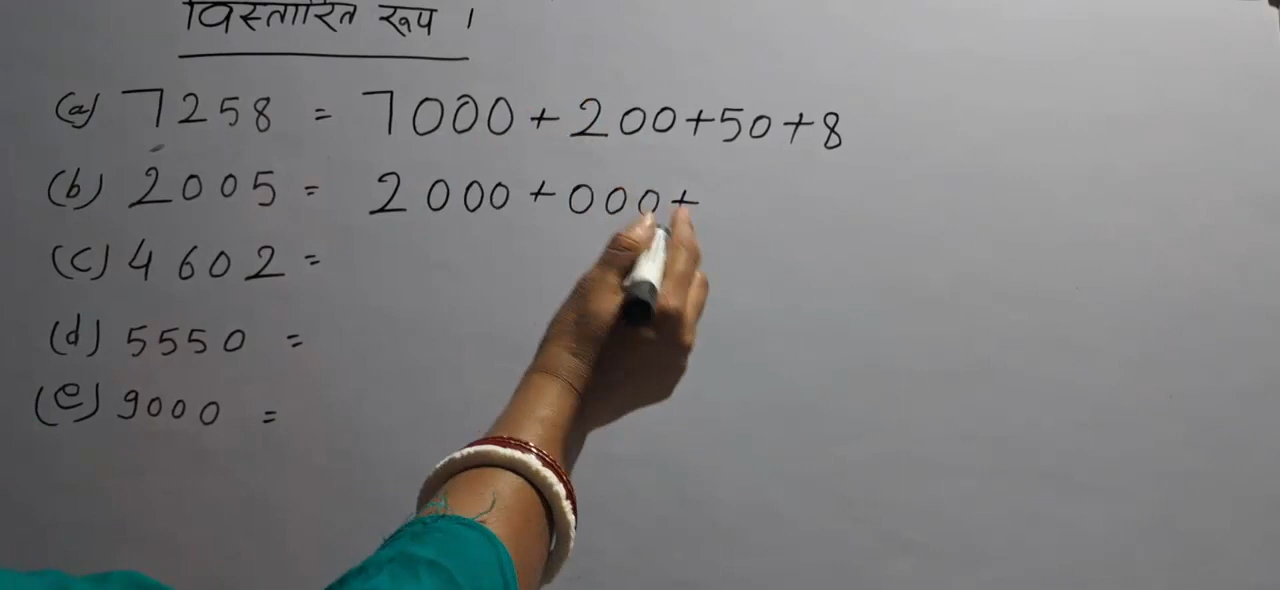 विस्तारित रूप ।
(a) 7258 = 7000 + 200 + 50 + 8
(b) 2005 = 2000 + 000 +
(c) 4602 =
(d) 5550 =
(e) 9000 =